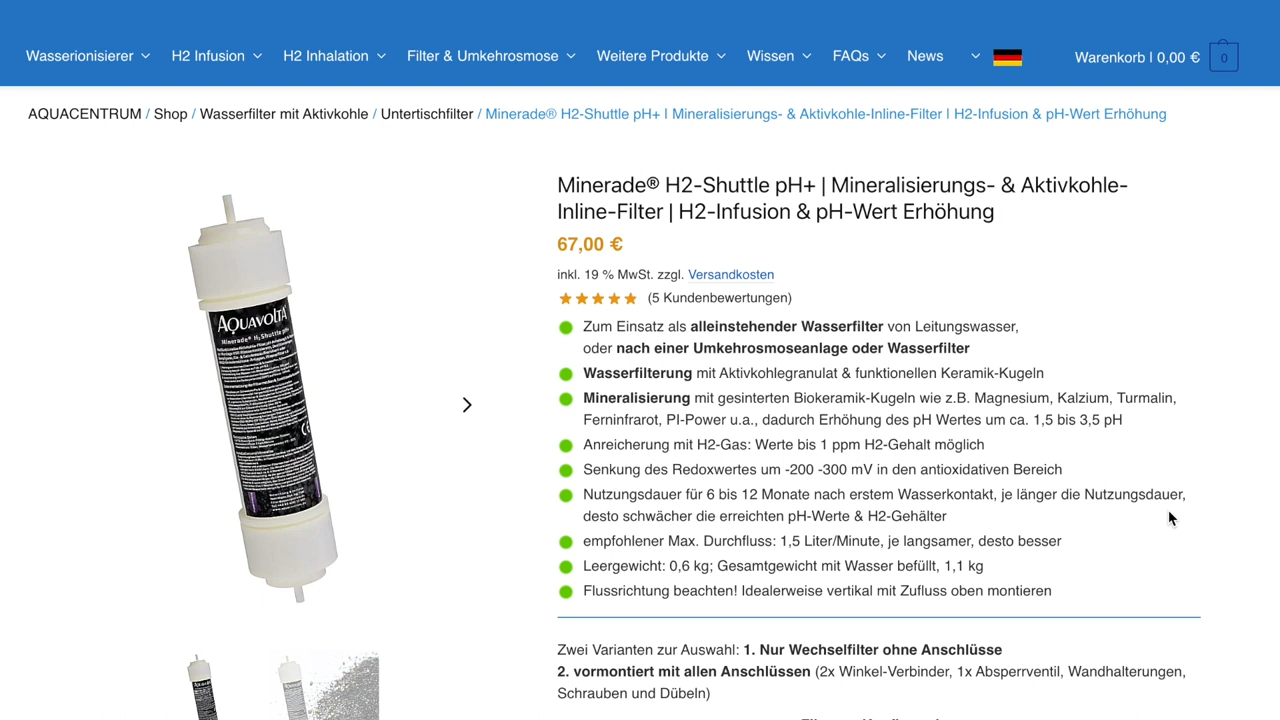 Wasserionisierer H2 Infusion H2 Inhalation Filter & Umkehrosmose Weitere Produkte Wissen FAQs News Warenkorb | 0,00 € 0
AQUACENTRUM / Shop / Wasserfilter mit Aktivkohle / Untertischfilter / Minerade® H2-Shuttle pH+ | Mineralisierungs- & Aktivkohle-Inline-Filter | H2-Infusion & pH-Wert Erhöhung
Minerade® H2-Shuttle pH+ | Mineralisierungs- & Aktivkohle-
Inline-Filter | H2-Infusion & pH-Wert Erhöhung
67,00 €
inkl. 19 % MwSt. zzgl. Versandkosten
(5 Kundenbewertungen)
Zum Einsatz als alleinstehender Wasserfilter von Leitungswasser,
oder nach einer Umkehrosmoseanlage oder Wasserfilter
Wasserfilterung mit Aktivkohlegranulat & funktionellen Keramik-Kugeln
Mineralisierung mit gesinterten Biokeramik-Kugeln wie z.B. Magnesium, Kalzium, Turmalin,
Ferninfrarot, PI-Power u.a., dadurch Erhöhung des pH Wertes um ca. 1,5 bis 3,5 pH
Anreicherung mit H2-Gas: Werte bis 1 ppm H2-Gehalt möglich
Senkung des Redoxwertes um -200 -300 mV in den antioxidativen Bereich
Nutzungsdauer für 6 bis 12 Monate nach erstem Wasserkontakt, je länger die Nutzungsdauer,
desto schwächer die erreichten pH-Werte & H2-Gehälter
empfohlener Max. Durchfluss: 1,5 Liter/Minute, je langsamer, desto besser
Leergewicht: 0,6 kg; Gesamtgewicht mit Wasser befüllt, 1,1 kg
Flussrichtung beachten! Idealerweise vertikal mit Zufluss oben montieren
Zwei Varianten zur Auswahl: 1. Nur Wechselfilter ohne Anschlüsse
2. vormontiert mit allen Anschlüssen (2x Winkel-Verbinder, 1x Absperrventil, Wandhalterungen,
Schrauben und Dübeln)
AQUAVOLTA
Minerade® H2 Shuttle pH+